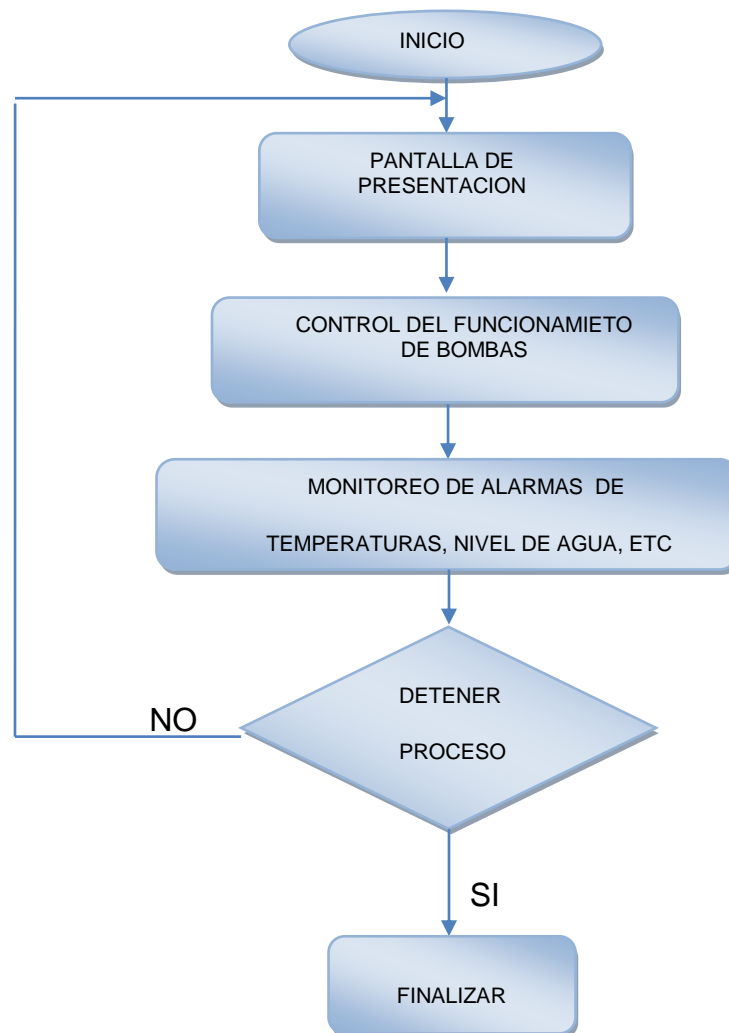 INICIO
PANTALLA DE
PRESENTACION
CONTROL DEL FUNCIONAMIETO
DE BOMBAS
MONITOREO DE ALARMAS DE
TEMPERATURAS, NIVEL DE AGUA, ETC
DETENER
PROCESO
NO
SI
FINALIZAR